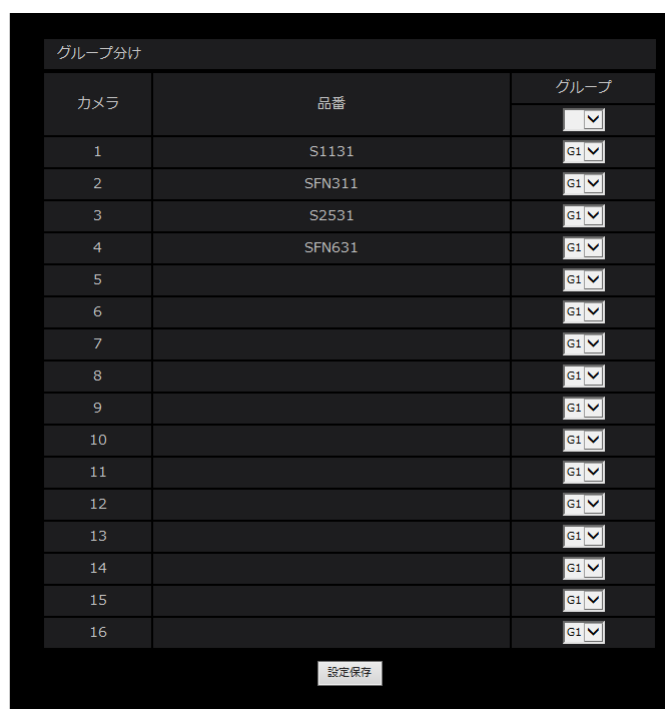 グループ分け
カメラ 品番 グループ
1 S1131 G1
2 SFN311 G1
3 S2531 G1
4 SFN631 G1
5 G1
6 G1
7 G1
8 G1
9 G1
10 G1
11 G1
12 G1
13 G1
14 G1
15 G1
16 G1
設定保存